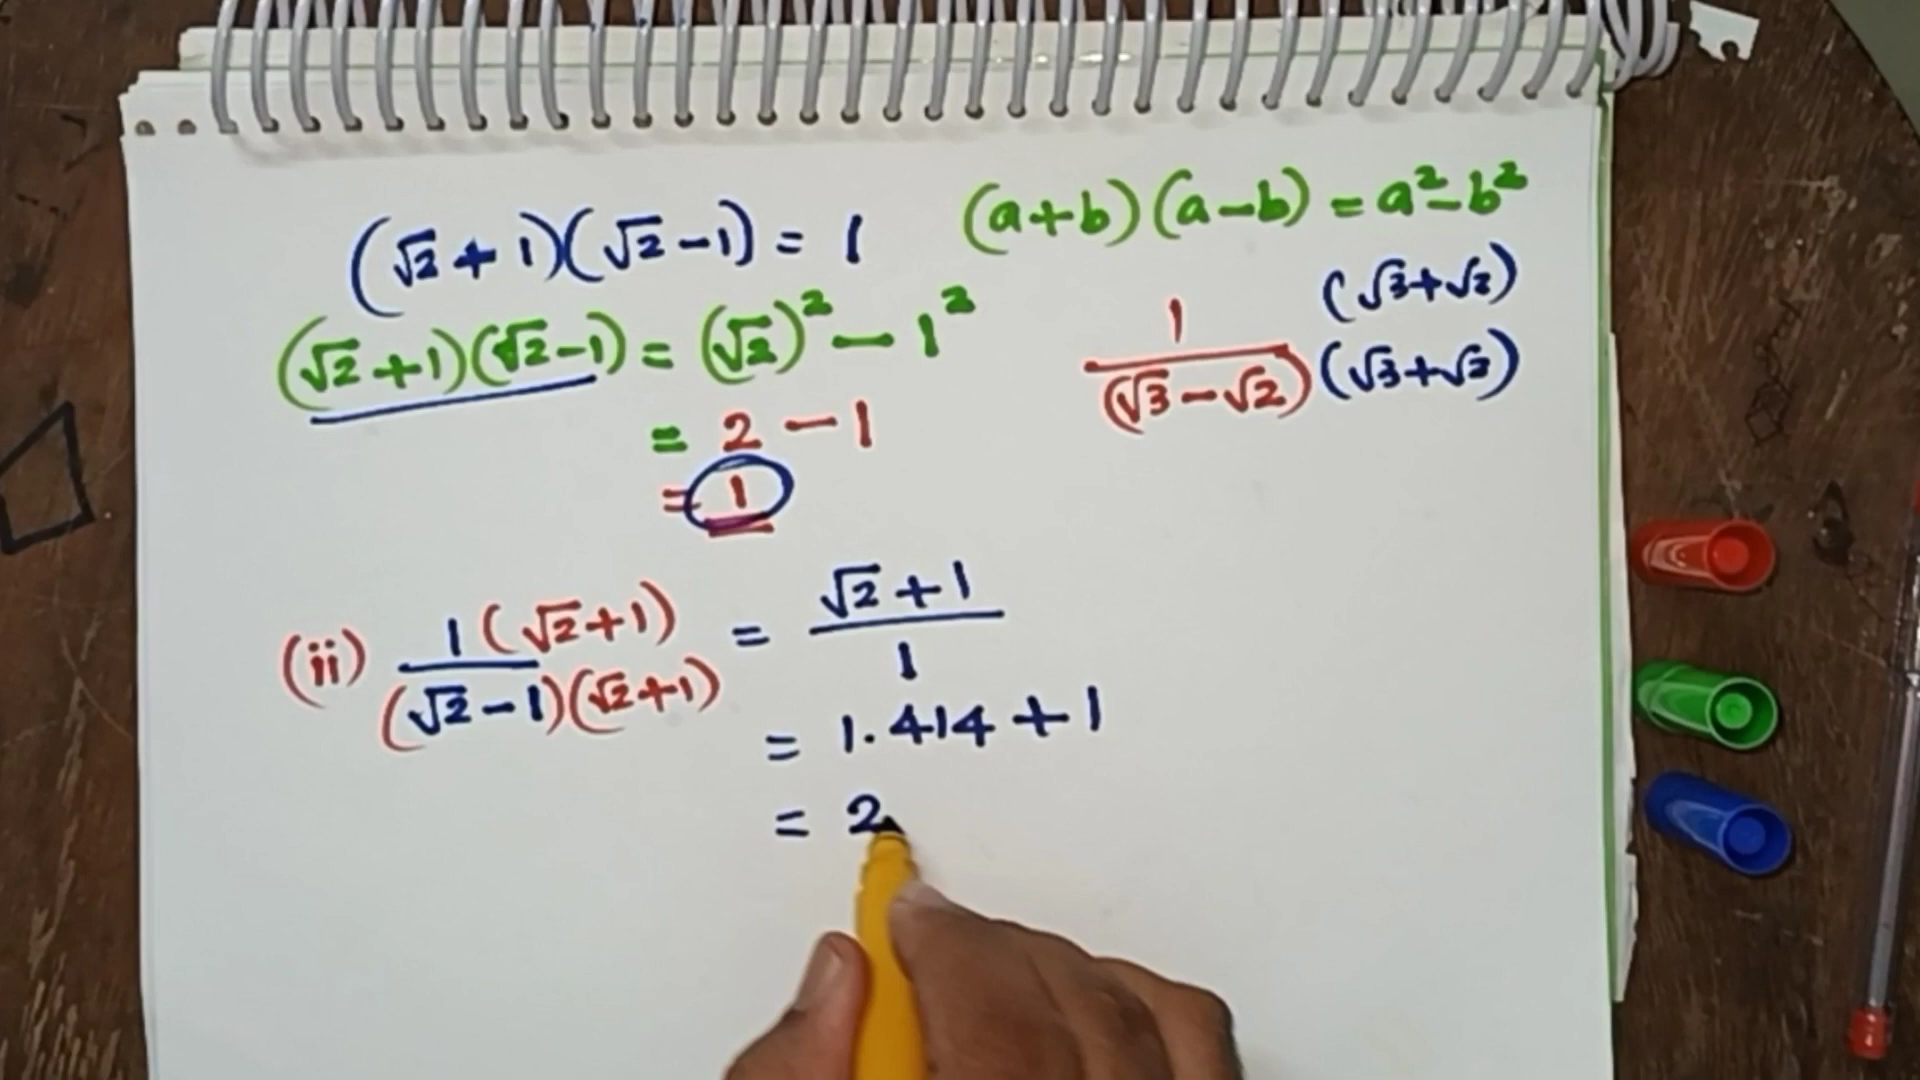 (√2 + 1)(√2 - 1) = 1
(a+b)(a-b) = a² - b²
(√2 + 1)(√2 - 1) = (√2)² - 1²
= 2 - 1
= 1
1 (√3+√2)
(√3 - √2)(√3+√2)
(ii) 1(√2+1) / (√2-1)(√2+1) = √2+1 / 1
= 1.414 + 1
= 2